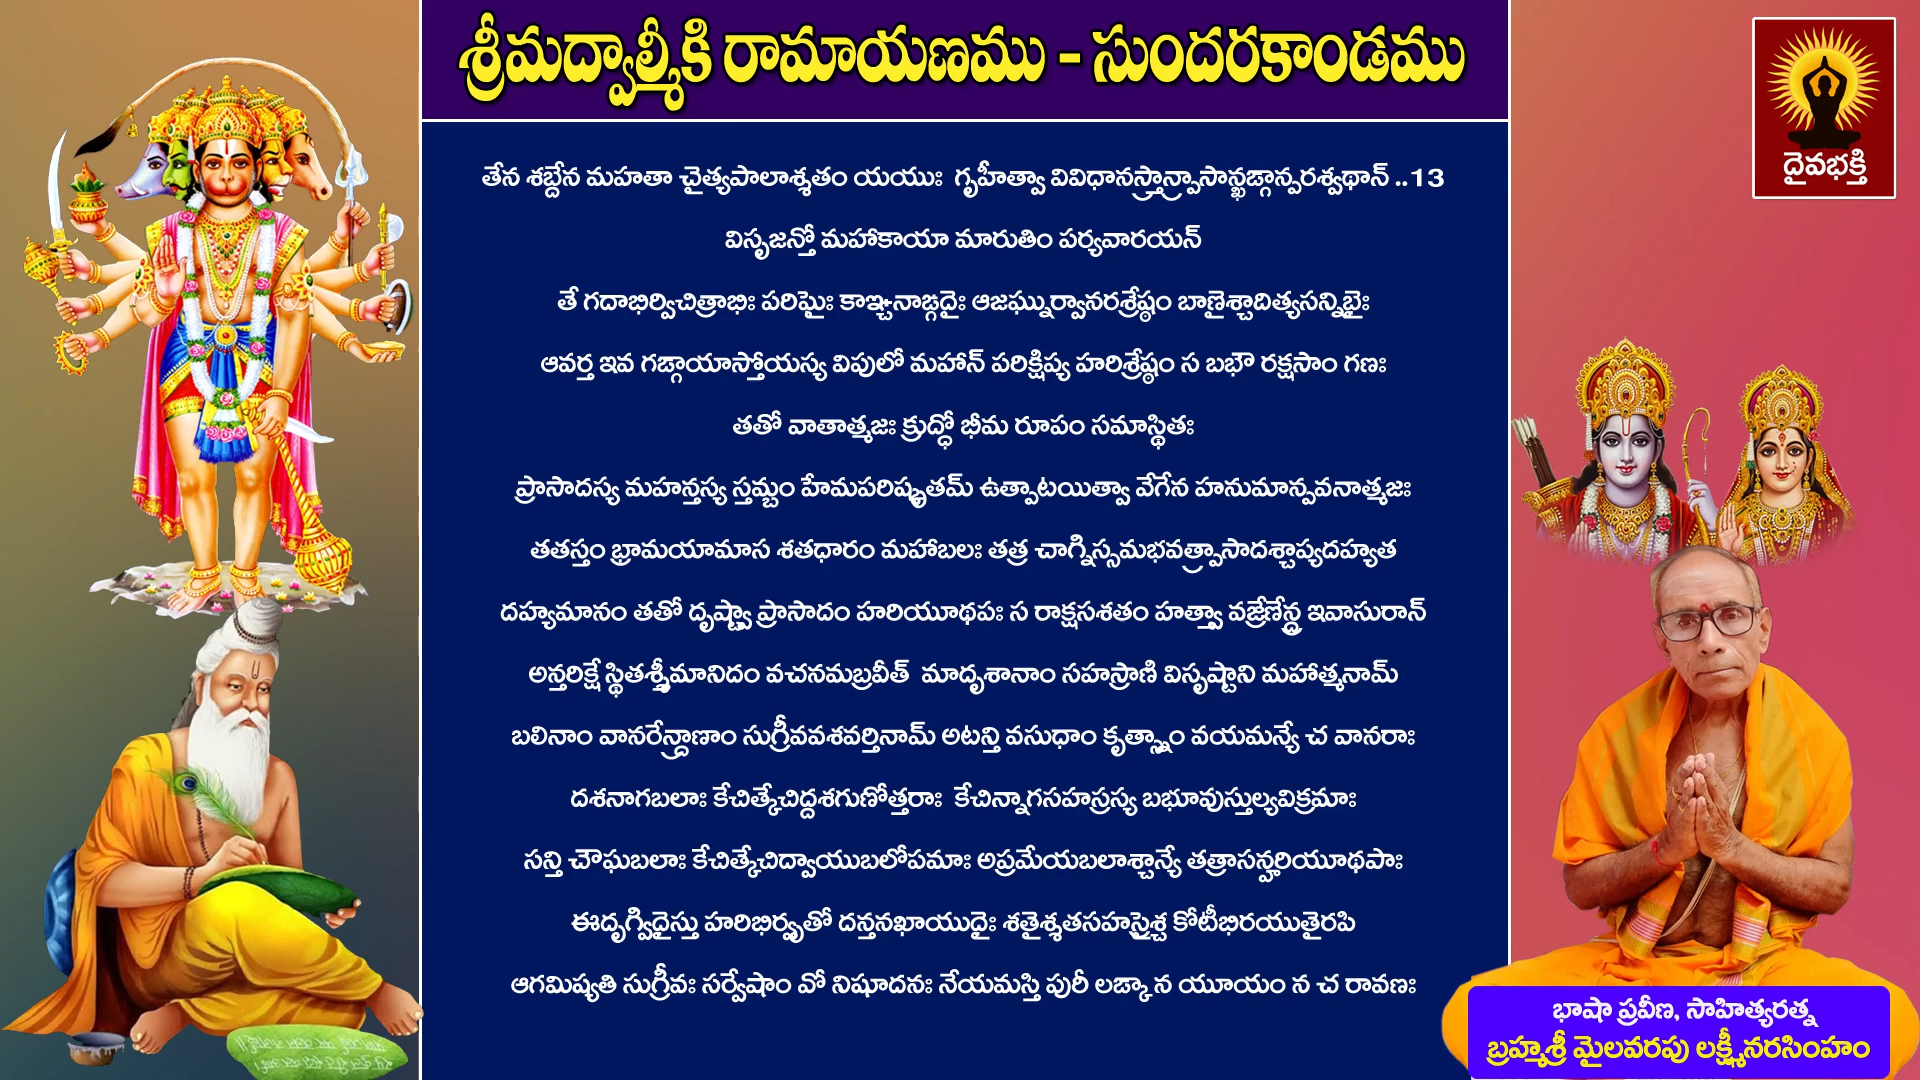 శ్రీమద్వాల్మీకి రామాయణము - సుందరకాండము
దైవభక్తి
తేన శబ్దేన మహతా చైత్యపాలాశ్శతం యయుః గృహీత్వా వివిధానస్త్రాన్ప్రాసాన్ఖఙ్గాన్పరశ్వథాన్ ..13
విసృజన్తో మహాకాయా మారుతిం పర్యవారయన్
తే గదాభిర్విచిత్రాభిః పరిఘైః కాఞ్చనాఙ్గదైః ఆజఘ్నుర్వానరశ్రేష్ఠం బాణైశ్చాదిత్యసన్నిభైః
ఆవర్త ఇవ గఙ్గాయాస్తోయస్య విపులో మహాన్ పరిక్షిప్య హరిశ్రేష్ఠం స బభౌ రక్షసాం గణః
తతో వాతాత్మజః క్రుద్ధో భీమ రూపం సమాస్థితః
ప్రాసాదస్య మహన్తస్య స్తమ్భం హేమపరిష్కృతమ్ ఉత్పాటయిత్వా వేగేన హనుమాన్పవనాత్మజః
తతస్తం భ్రామయామాస శతధారం మహాబలః తత్ర చాగ్నిస్సమభవత్ప్రాసాదశ్చాప్యదహ్యత
దహ్యమానం తతో దృష్ట్వా ప్రాసాదం హరియూథపః స రాక్షసశతం హత్త్వా వజ్రేణేన్ద్ర ఇవాసురాన్
అన్తరిక్షే స్థితశ్శ్రీమానిదం వచనమబ్రవీత్ మాదృశానాం సహస్రాణి విసృష్టాని మహాత్మనామ్
బలినాం వానరేన్ద్రాణాం సుగ్రీవవశవర్తినామ్ అటన్తి వసుధాం కృత్స్నాం వయమన్యే చ వానరాః
దశనాగబలాః కేచిత్కేచిద్దశగుణోత్తరాః కేచిన్నాగసహస్రస్య బభూవుస్తుల్యవిక్రమాః
సన్తి చౌఘబలాః కేచిత్కేచిద్వాయుబలోపమాః అప్రమేయబలాశ్చాన్యే తత్రాసన్హరియూథపాః
ఈదృగ్విధైస్తు హరిభిర్వృతో దన్తనఖాయుధైః శతైశ్శతసహస్రైశ్చ కోటీభిరయుతైరపి
ఆగమిష్యతి సుగ్రీవః సర్వేషాం వో నిషూదనః నేయమస్తి పురీ లఙ్కా న యూయం న చ రావణః
భాషా ప్రవీణ, సాహిత్యరత్న
బ్రహ్మశ్రీ మైలవరపు లక్ష్మీనరసింహం